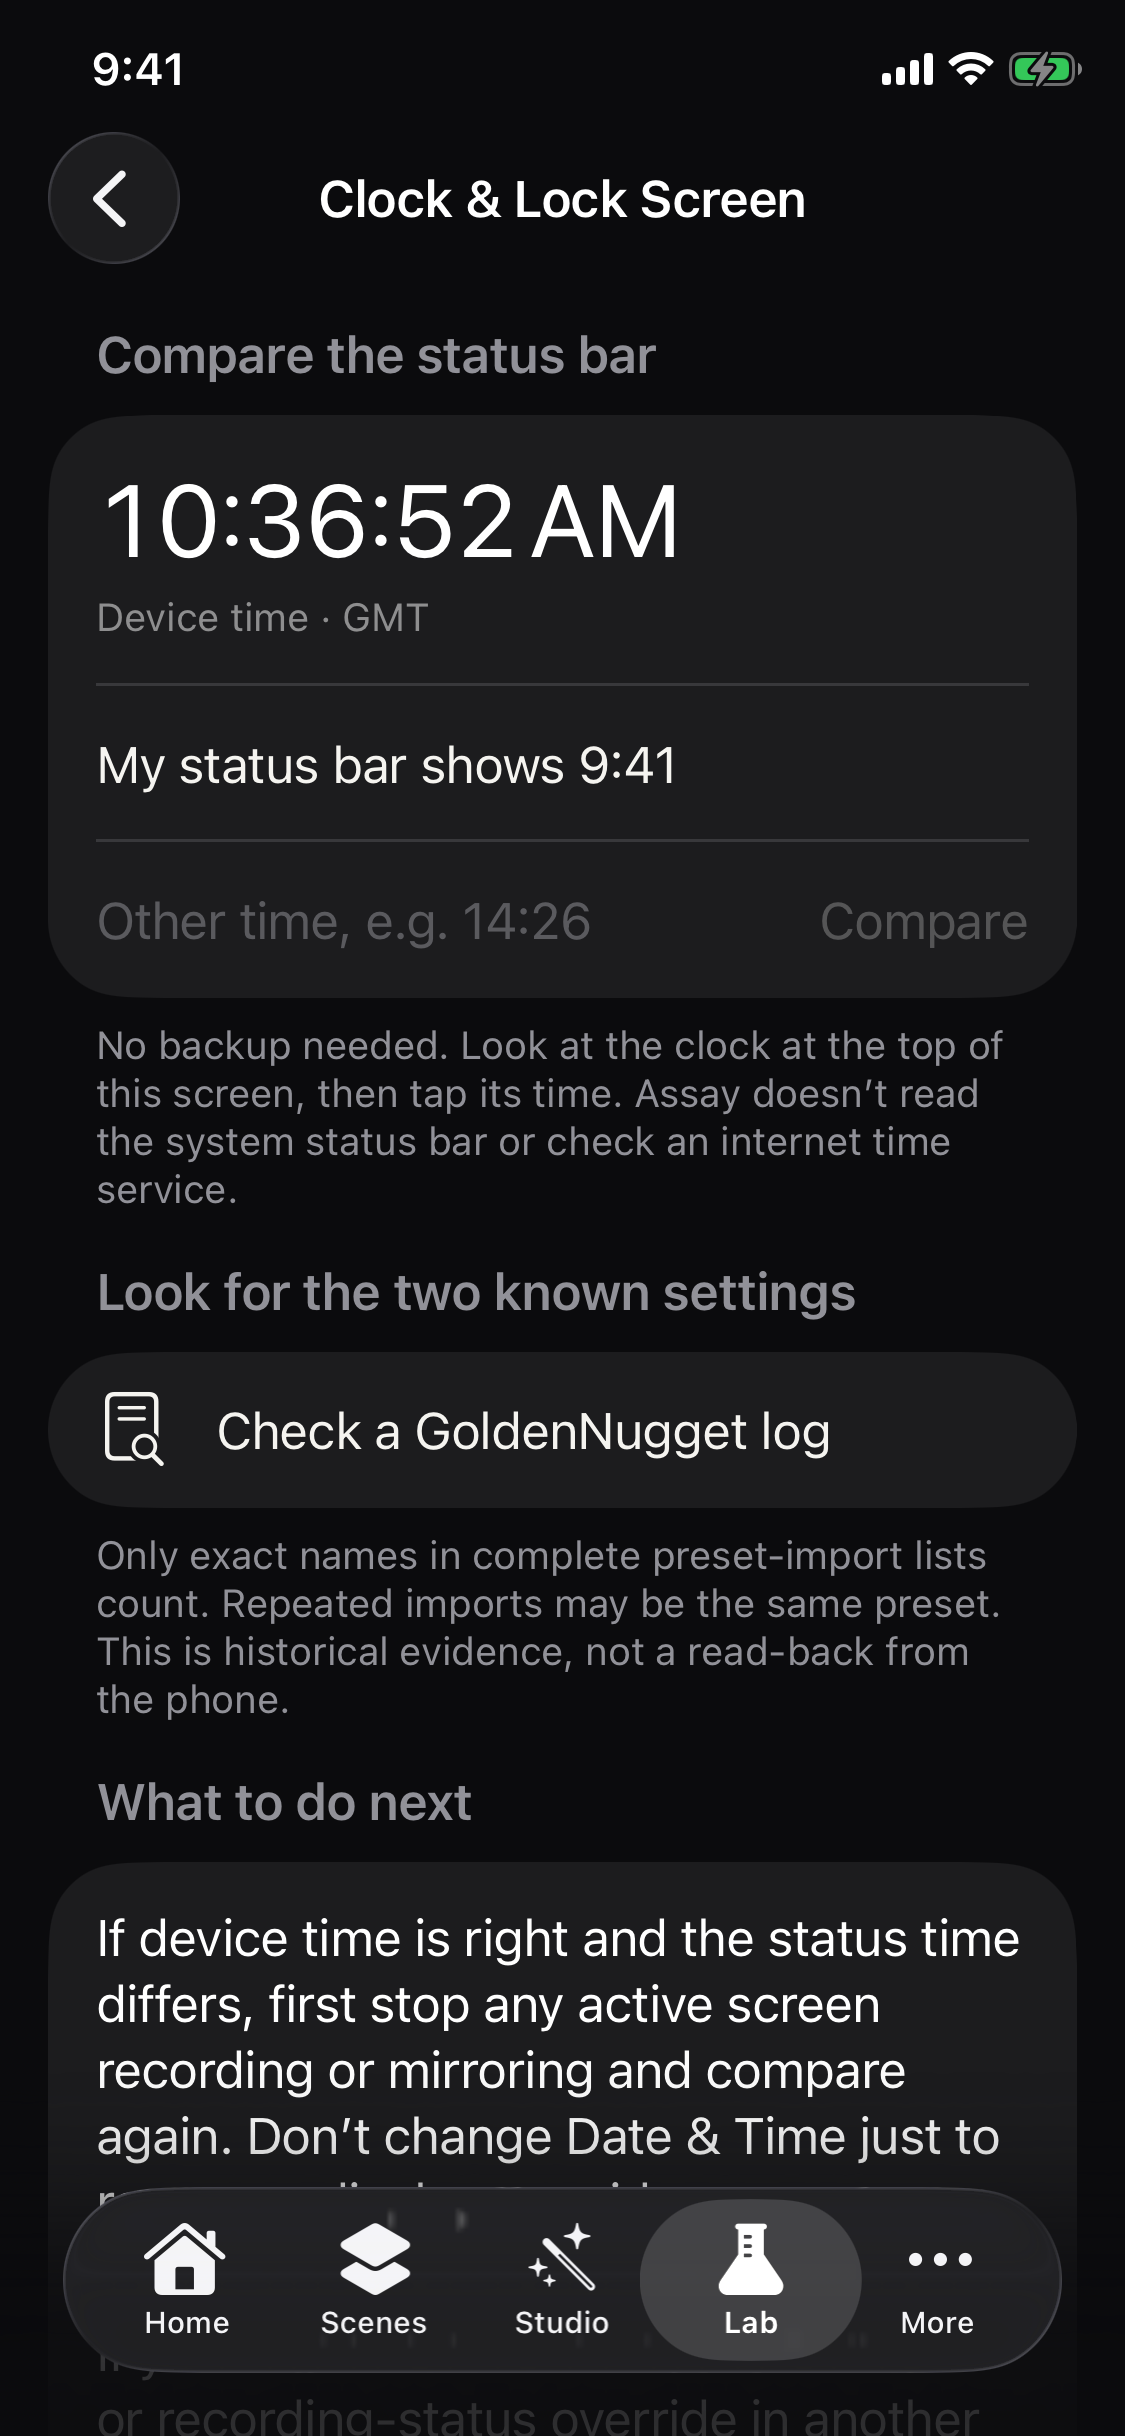 9:41
Clock & Lock Screen
Compare the status bar
10:36:52 AM
Device time · GMT
My status bar shows 9:41
Other time, e.g. 14:26
Compare
No backup needed. Look at the clock at the top of
this screen, then tap its time. Assay doesn’t read
the system status bar or check an internet time
service.
Look for the two known settings
Check a GoldenNugget log
Only exact names in complete preset-import lists
count. Repeated imports may be the same preset.
This is historical evidence, not a read-back from
the phone.
What to do next
If device time is right and the status time
differs, first stop any active screen
recording or mirroring and compare
again. Don’t change Date & Time just to
Home
Scenes
Studio
Lab
More
or recording-status override in another